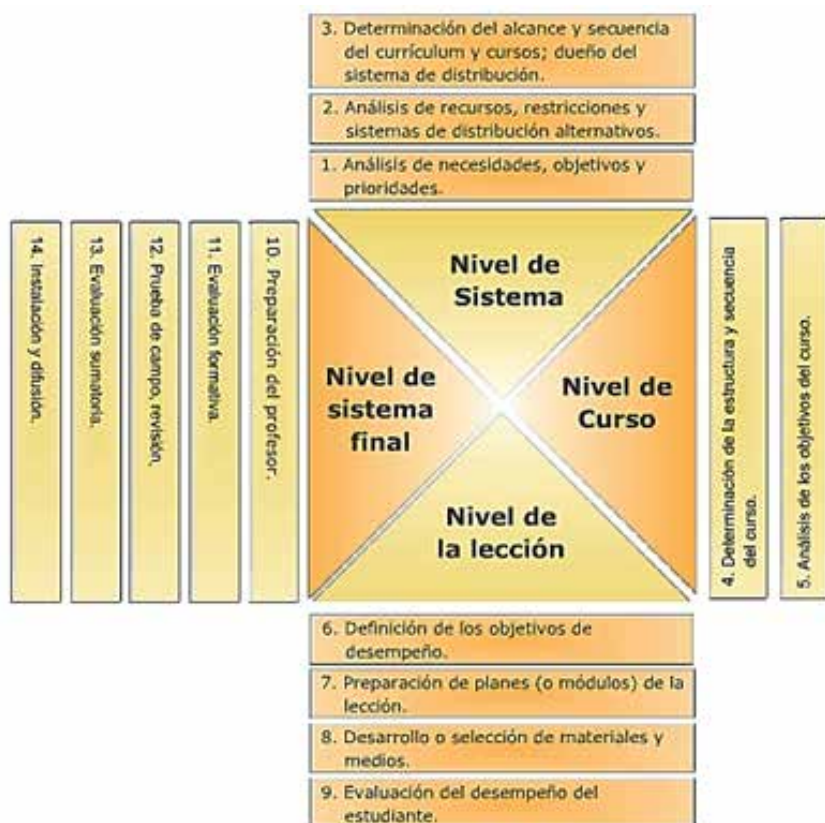 3. Determinación del alcance y secuencia
del currículum y cursos; dueño del
sistema de distribución.
2. Análisis de recursos, restricciones y
sistemas de distribución alternativos.
1. Análisis de necesidades, objetivos y
prioridades.
Nivel de
Sistema
Nivel de
sistema
final
Nivel de
Curso
Nivel de
la lección
14. Instalación y difusión.
13. Evaluación sumatoria.
12. Prueba de campo, revisión,
11. Evaluación formativa.
10. Preparación del profesor.
4. Determinación de la estructura y secuencia
del curso.
5. Análisis de los objetivos del curso.
6. Definición de los objetivos de
desempeño.
7. Preparación de planes (o módulos) de la
lección.
8. Desarrollo o selección de materiales y
medios.
9. Evaluación del desempeño del
estudiante.